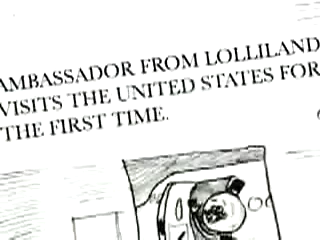 AMBASSADOR FROM LOLLILAND
VISITS THE UNITED STATES FOR
THE FIRST TIME.